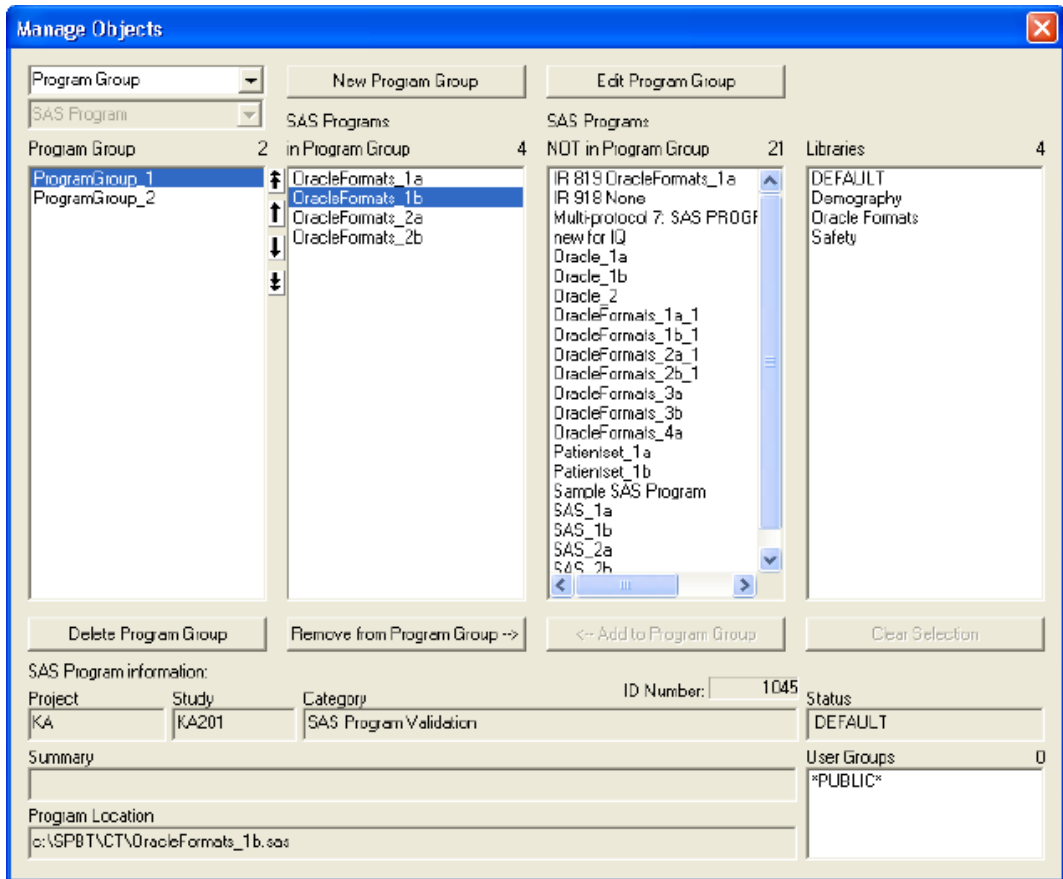 Manage Objects
Program Group
New Program Group
Edit Program Group
SAS Program
SAS Programs
SAS Programs
Program Group 2
in Program Group 4
NOT in Program Group 21
Libraries 4
ProgramGroup_1
ProgramGroup_2
OracleFormats_1a
OracleFormats_1b
OracleFormats_2a
OracleFormats_2b
IR 819 OracleFormats_1a
IR 918 None
Multi-protocol 7: SAS PROGF
new for IQ
Oracle_1a
Oracle_1b
Oracle_2
OracleFormats_1a_1
OracleFormats_1b_1
OracleFormats_2a_1
OracleFormats_2b_1
OracleFormats_3a
OracleFormats_3b
OracleFormats_4a
Patientset_1a
Patientset_1b
Sample SAS Program
SAS_1a
SAS_1b
SAS_2a
SAS_2b
DEFAULT
Demography
Oracle Formats
Safety
Delete Program Group
Remove from Program Group -->
<-- Add to Program Group
Clear Selection
SAS Program information:
Project
Study
Category
ID Number: 1045
Status
KA
KA201
SAS Program Validation
DEFAULT
Summary
User Groups 0
*PUBLIC*
Program Location
c:\SPBT\CT\OracleFormats_1b.sas